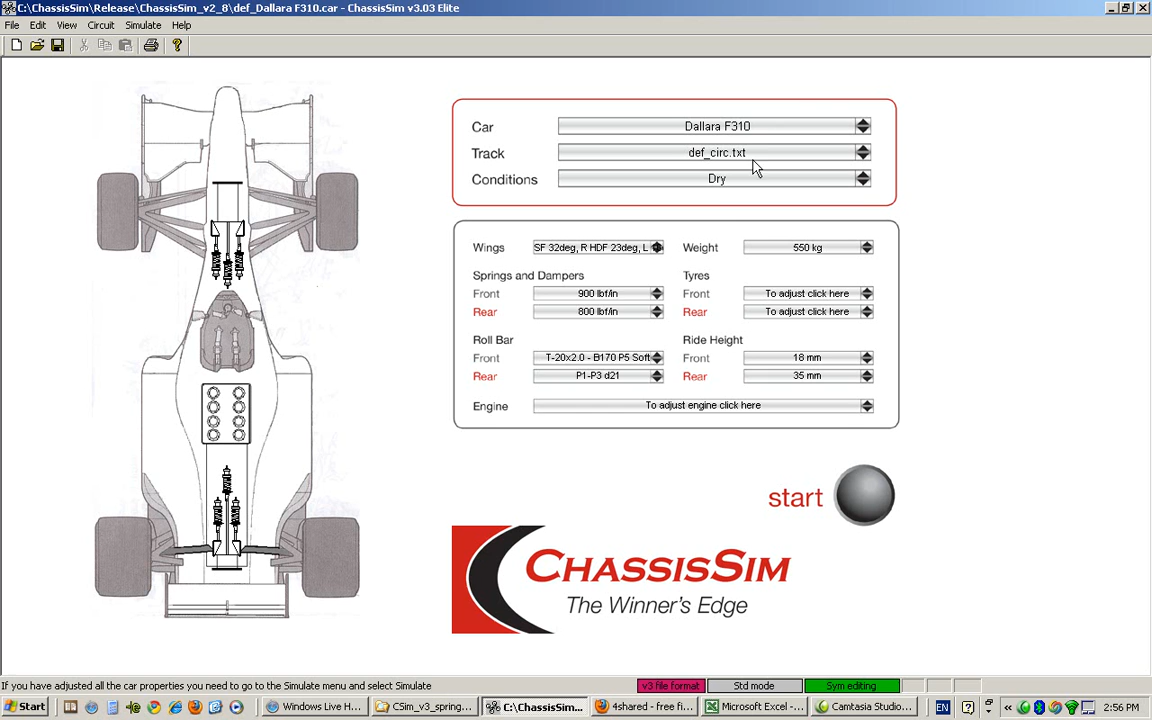 C:\ChassisSim\Release\ChassisSim_v2_8\def_Dallara F310.car - ChassisSim v3.03 Elite
File Edit View Circuit Simulate Help
Car Dallara F310
Track def_circ.txt
Conditions Dry
Wings SF 32deg, R HDF 23deg, L Weight 550 kg
Springs and Dampers Tyres
Front 900 lbf/in Front To adjust click here
Rear 800 lbf/in Rear To adjust click here
Roll Bar Ride Height
Front T-20x2.0 - B170 P5 Soft Front 18 mm
Rear P1-P3 d21 Rear 35 mm
Engine To adjust engine click here
start
CHASSISSIM
The Winner's Edge
If you have adjusted all the car properties you need to go to the Simulate menu and select Simulate v3 file format Std mode Sym editing
Start Windows Live H... CSim_v3_spring... C:\ChassisSim... 4shared - free fi... Microsoft Excel -... Camtasia Studio... EN 2:56 PM